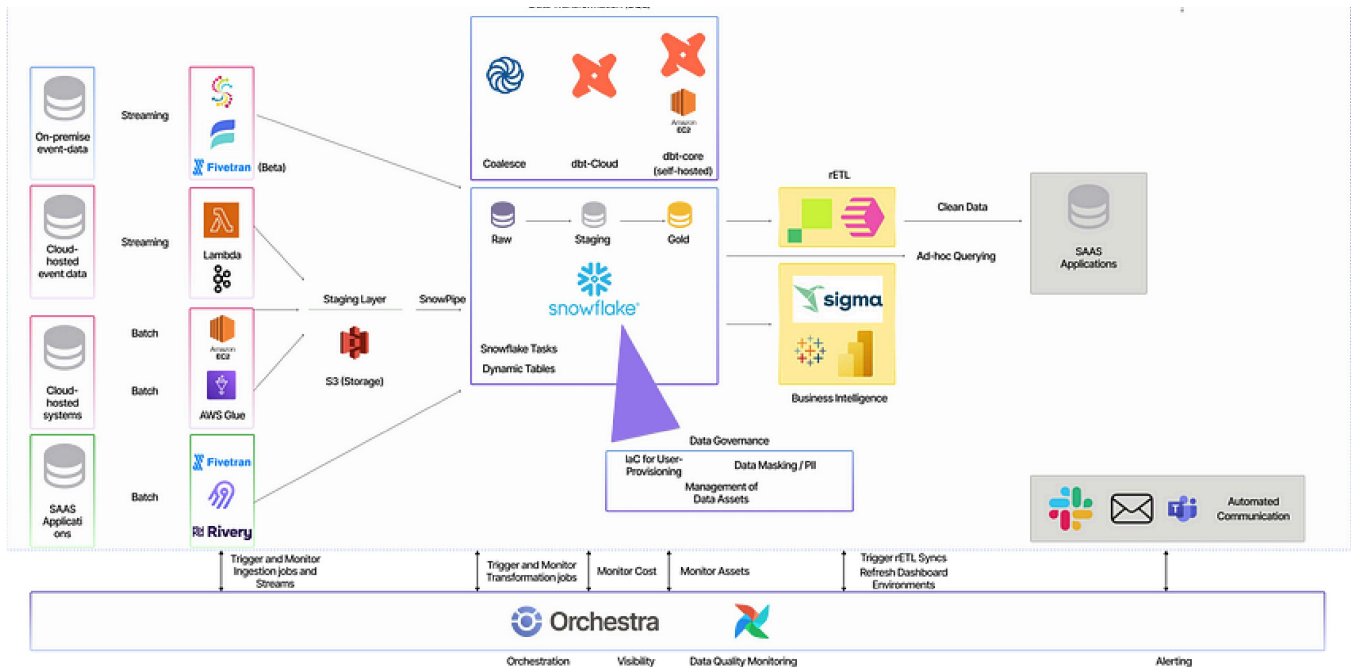 On-premise
event-data
Streaming
Fivetran (Beta)
Cloud-
hosted
event data
Streaming
Lambda
Cloud-
hosted
systems
Batch
Batch
Amazon
EC2
AWS Glue
SAAS
Applicati
ons
Batch
Fivetran
Rivery
Staging Layer
SnowPipe
S3 (Storage)
Coalesce
dbt-Cloud
Amazon
EC2
dbt-core
(self-hosted)
Raw
Staging
Gold
snowflake
Snowflake Tasks
Dynamic Tables
rETL
Clean Data
Ad-hoc Querying
SAAS
Applications
sigma
Business Intelligence
Data Governance
IaC for User-
Provisioning
Data Masking / PII
Management of
Data Assets
Automated
Communication
Trigger and Monitor
Ingestion jobs and
Streams
Trigger and Monitor
Transformation jobs
Monitor Cost
Monitor Assets
Trigger rETL Syncs
Refresh Dashboard
Environments
Orchestra
Orchestration
Visibility
Data Quality Monitoring
Alerting